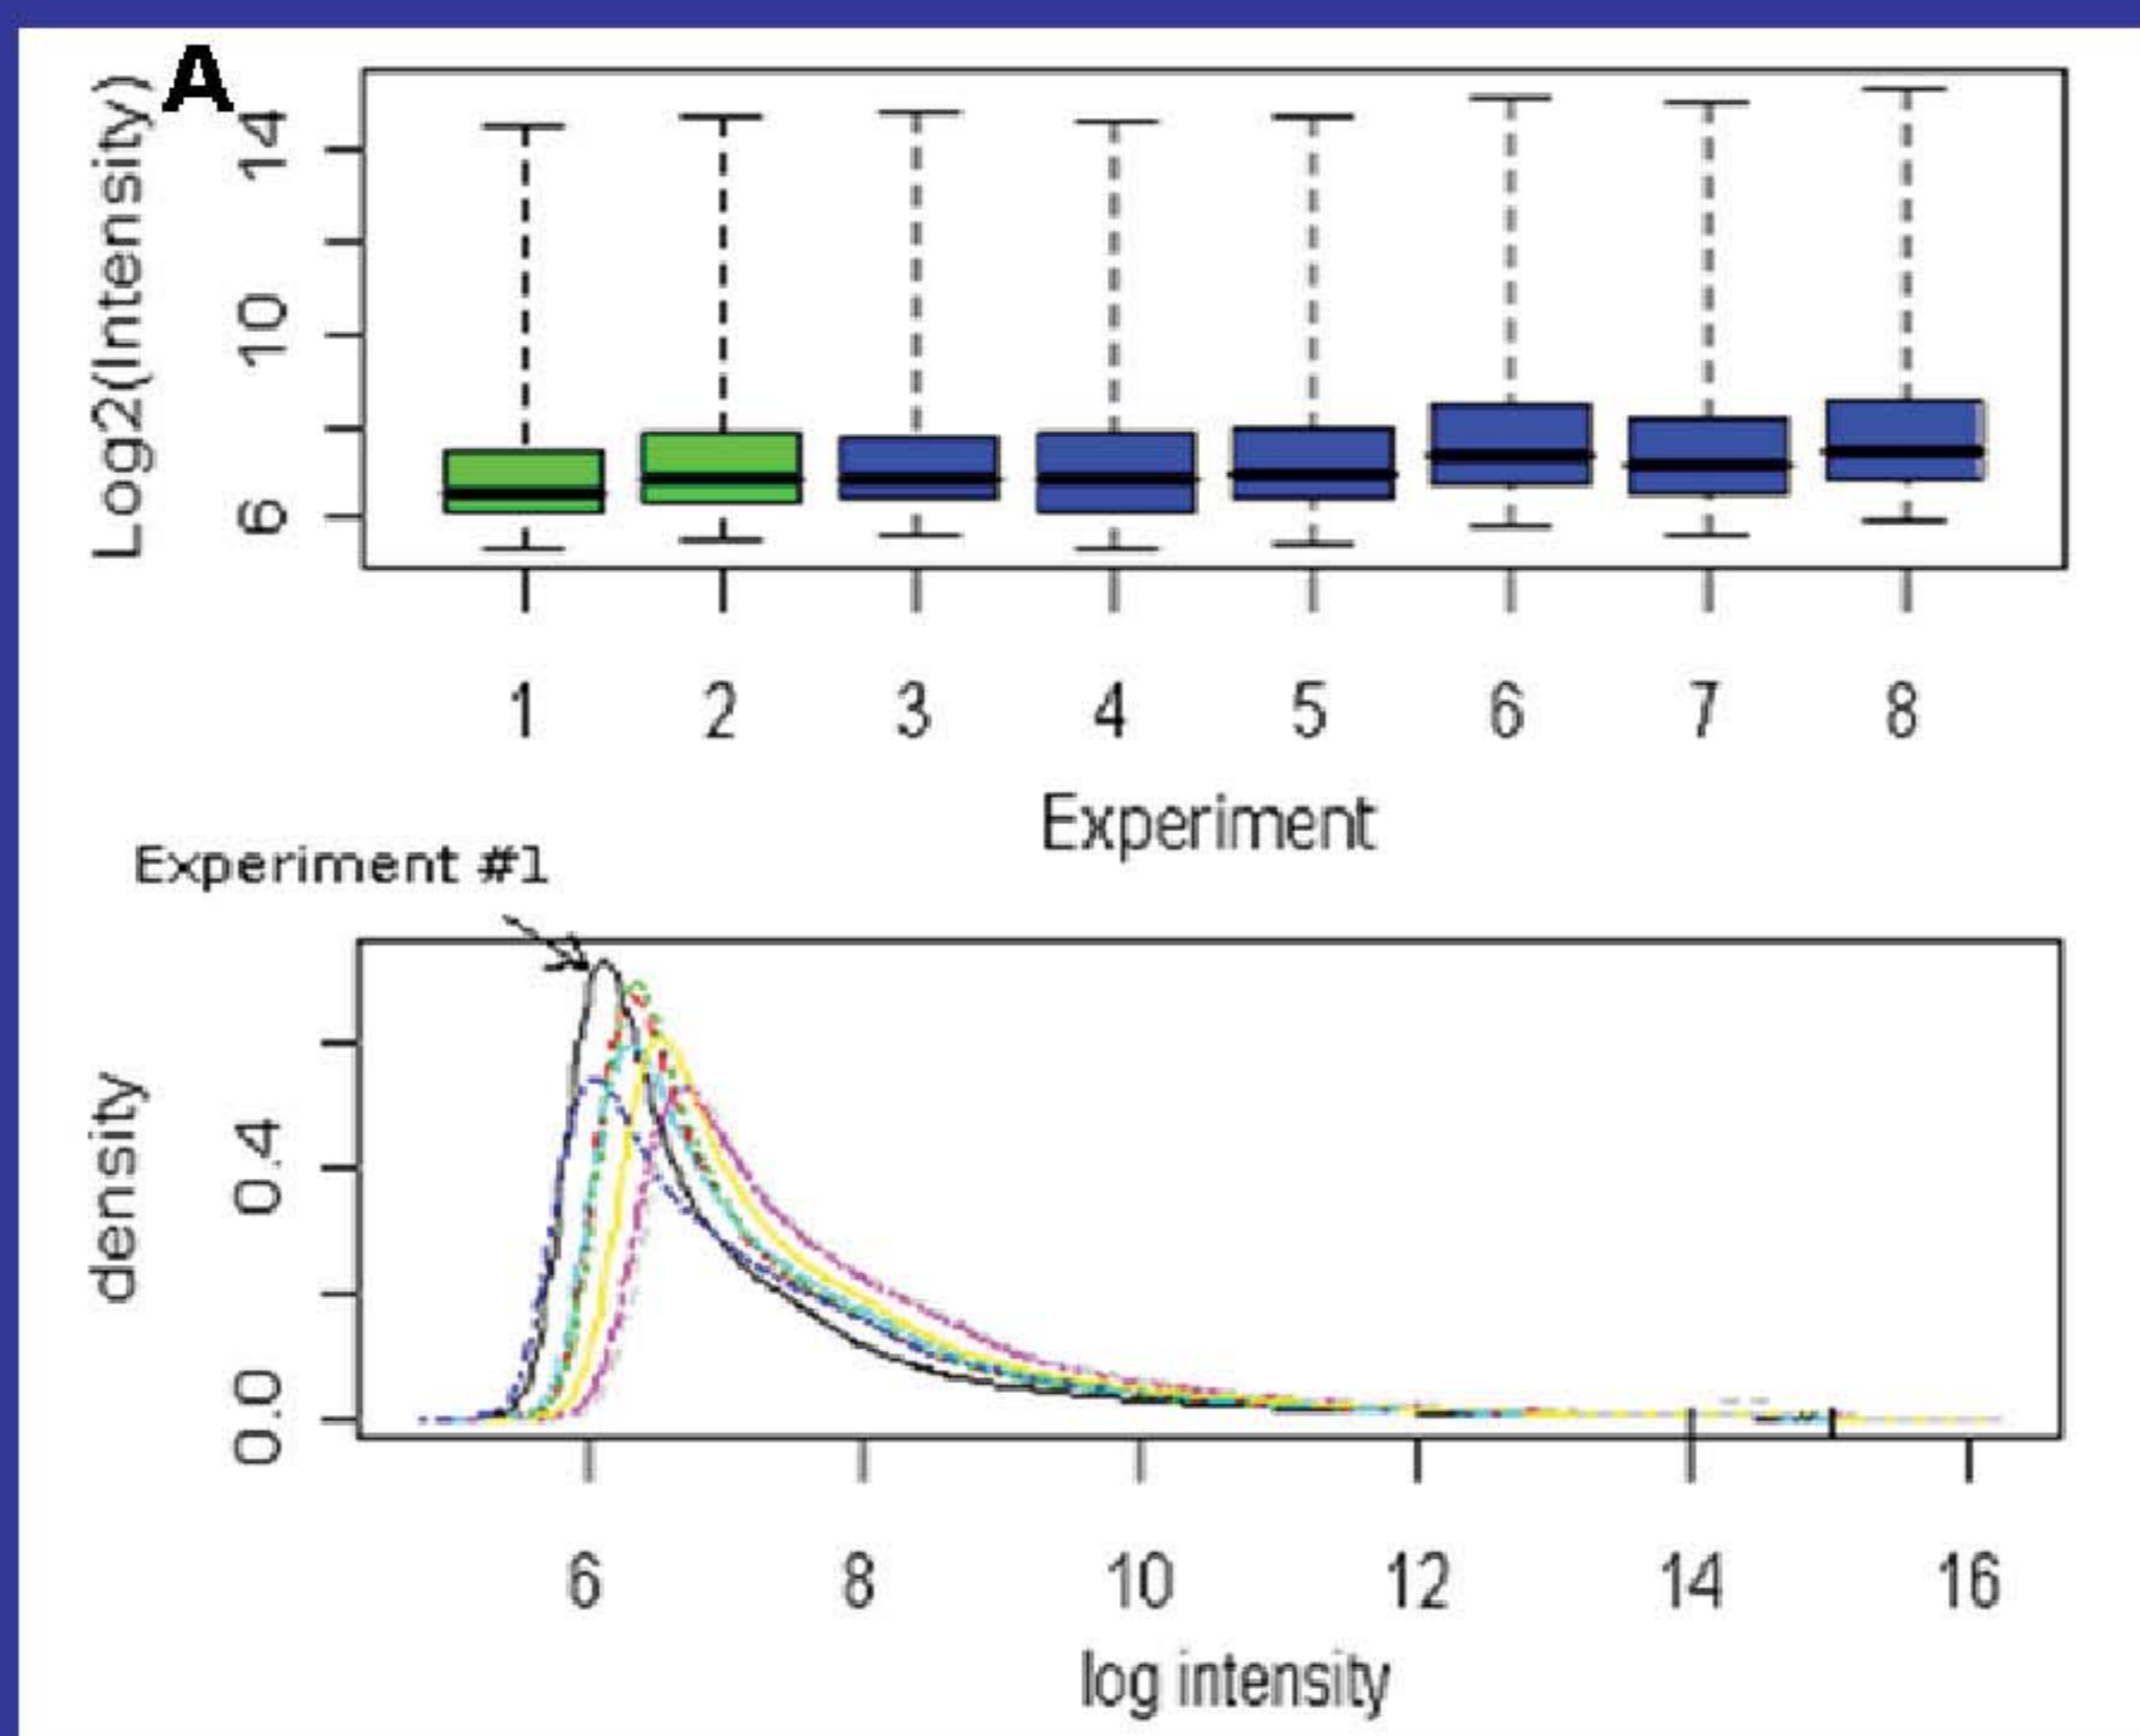 A
Log2(Intensity)
14
10
6
1 2 3 4 5 6 7 8
Experiment
Experiment #1
density
0.4
0.0
6 8 10 12 14 16
log intensity